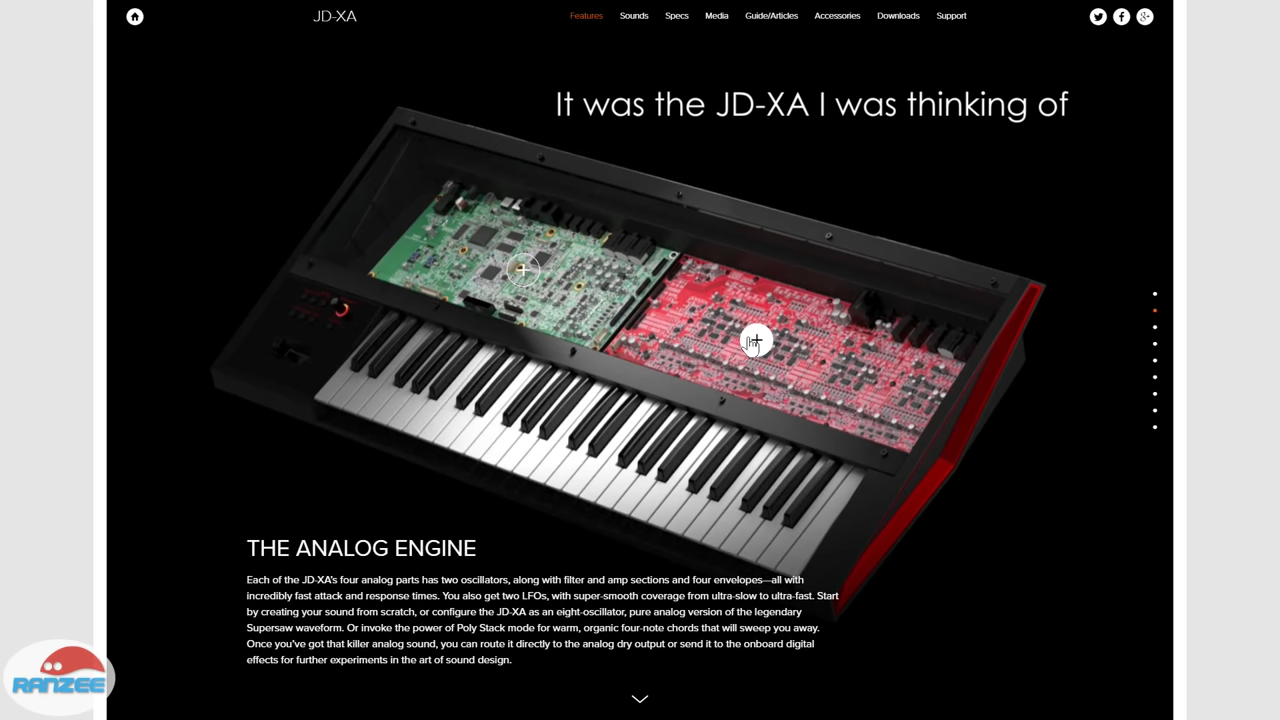 JD-XA
Features Sounds Specs Media Guide/Articles Accessories Downloads Support
It was the JD-XA I was thinking of
THE ANALOG ENGINE
Each of the JD-XA's four analog parts has two oscillators, along with filter and amp sections and four envelopes—all with
incredibly fast attack and response times. You also get two LFOs, with super-smooth coverage from ultra-slow to ultra-fast. Start
by creating your sound from scratch, or configure the JD-XA as an eight-oscillator, pure analog version of the legendary
Supersaw waveform. Or invoke the power of Poly Stack mode for warm, organic four-note chords that will sweep you away.
Once you've got that killer analog sound, you can route it directly to the analog dry output or send it to the onboard digital
effects for further experiments in the art of sound design.
RANZEE